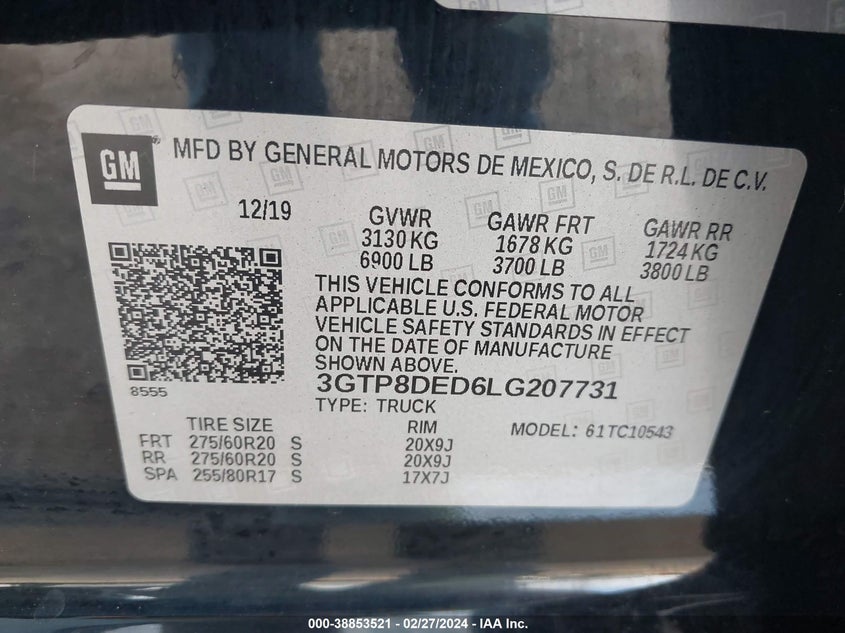 GM
MFD BY GENERAL MOTORS DE MEXICO, S. DE R.L. DE C.V.
12/19
GVWR GAWR FRT GAWR RR
3130 KG 1678 KG 1724 KG
6900 LB 3700 LB 3800 LB
THIS VEHICLE CONFORMS TO ALL
APPLICABLE U.S. FEDERAL MOTOR
VEHICLE SAFETY STANDARDS IN EFFECT
ON THE DATE OF MANUFACTURE
SHOWN ABOVE.
8555
3GTP8DED6LG207731
TYPE: TRUCK
TIRE SIZE RIM MODEL: 61TC10543
FRT 275/60R20 S 20X9J
RR 275/60R20 S 20X9J
SPA 255/80R17 S 17X7J
000-38853521 - 02/27/2024 - IAA Inc.